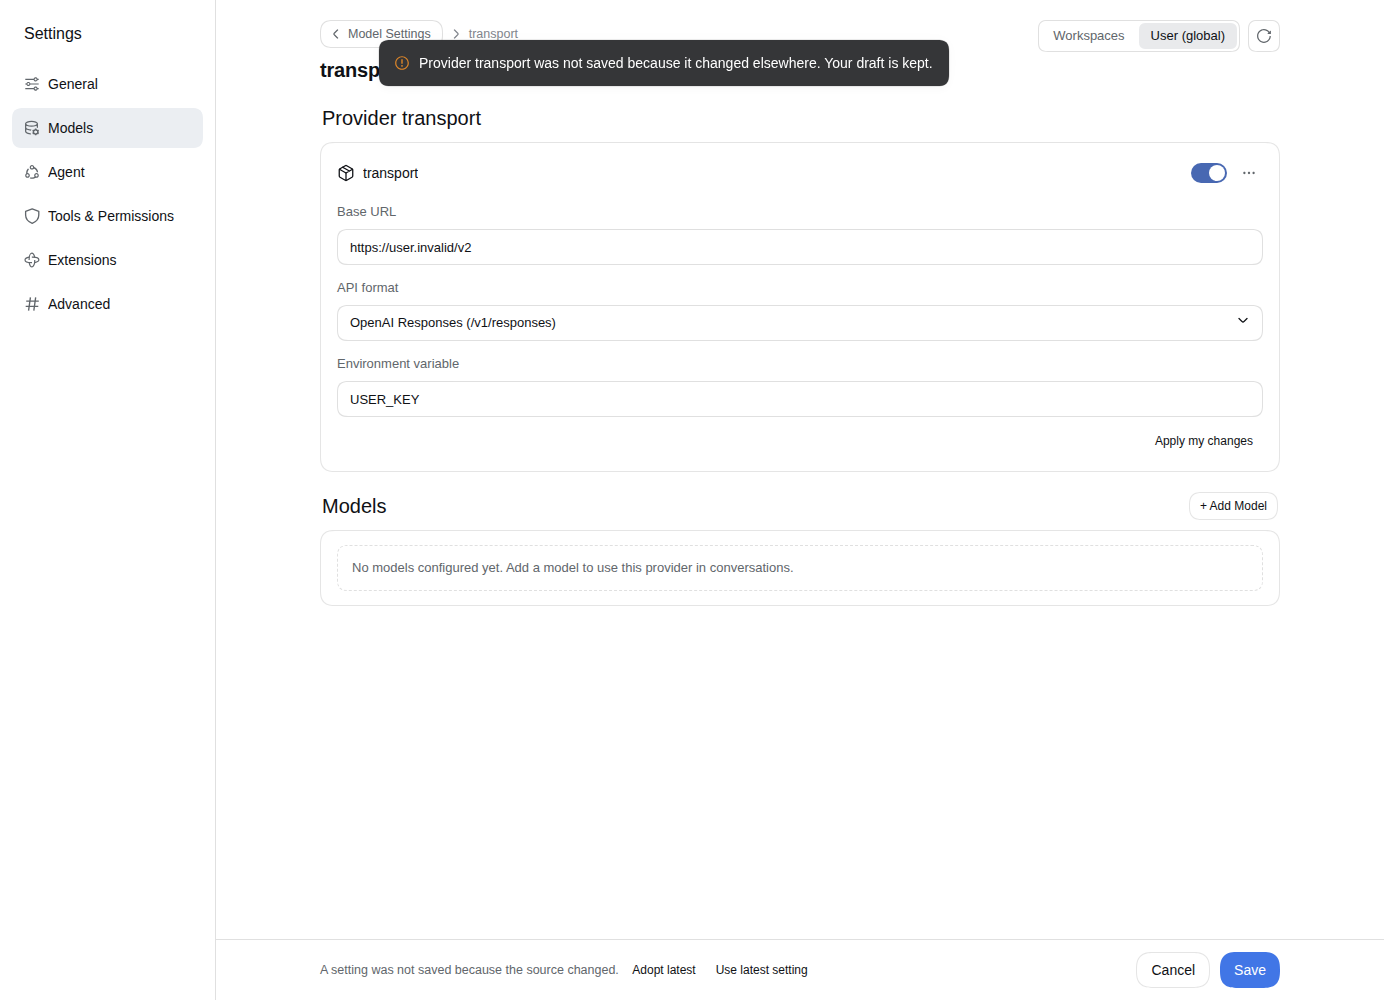 Settings
General
Models
Agent
Tools & Permissions
Extensions
Advanced
Model Settings
transport
Workspaces
User (global)
Provider transport was not saved because it changed elsewhere. Your draft is kept.
transp
Provider transport
transport
Base URL
https://user.invalid/v2
API format
OpenAI Responses (/v1/responses)
Environment variable
USER_KEY
Apply my changes
Models
+ Add Model
No models configured yet. Add a model to use this provider in conversations.
A setting was not saved because the source changed.
Adopt latest
Use latest setting
Cancel
Save